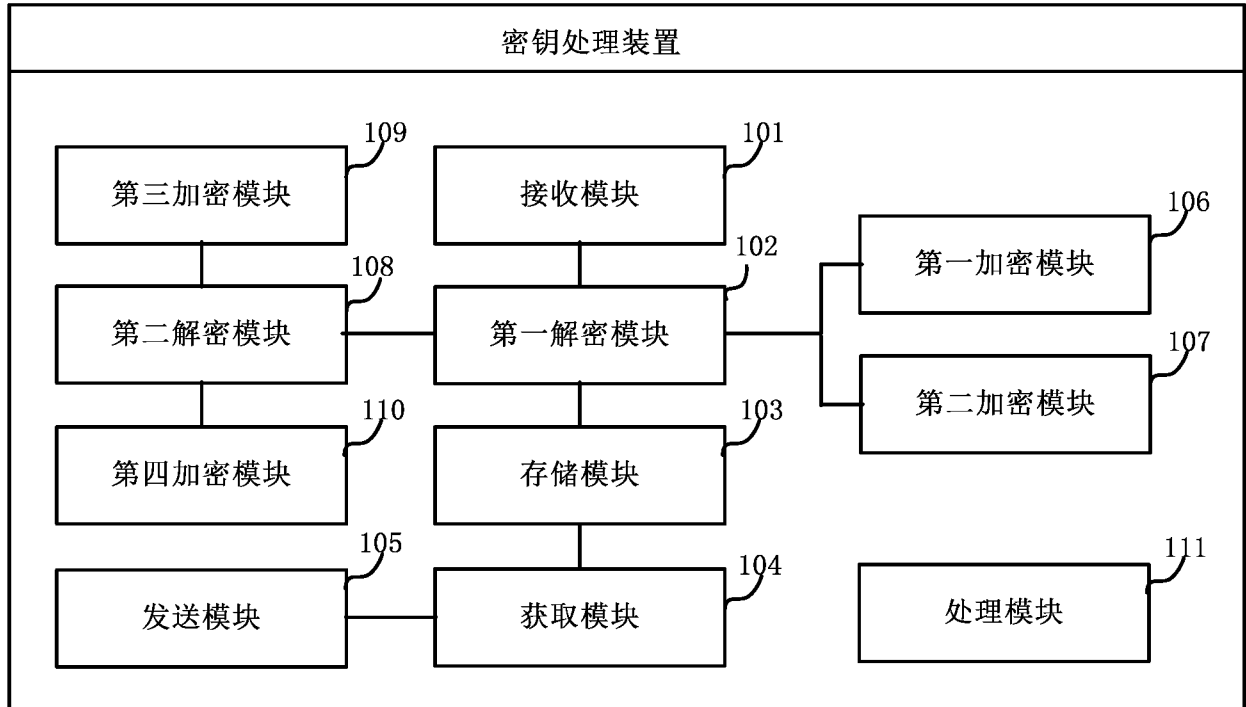 密钥处理装置
109
101
第三加密模块
接收模块
106
第一加密模块
108
102
第二解密模块
第一解密模块
107
第二加密模块
110
103
第四加密模块
存储模块
105
104
111
发送模块
获取模块
处理模块